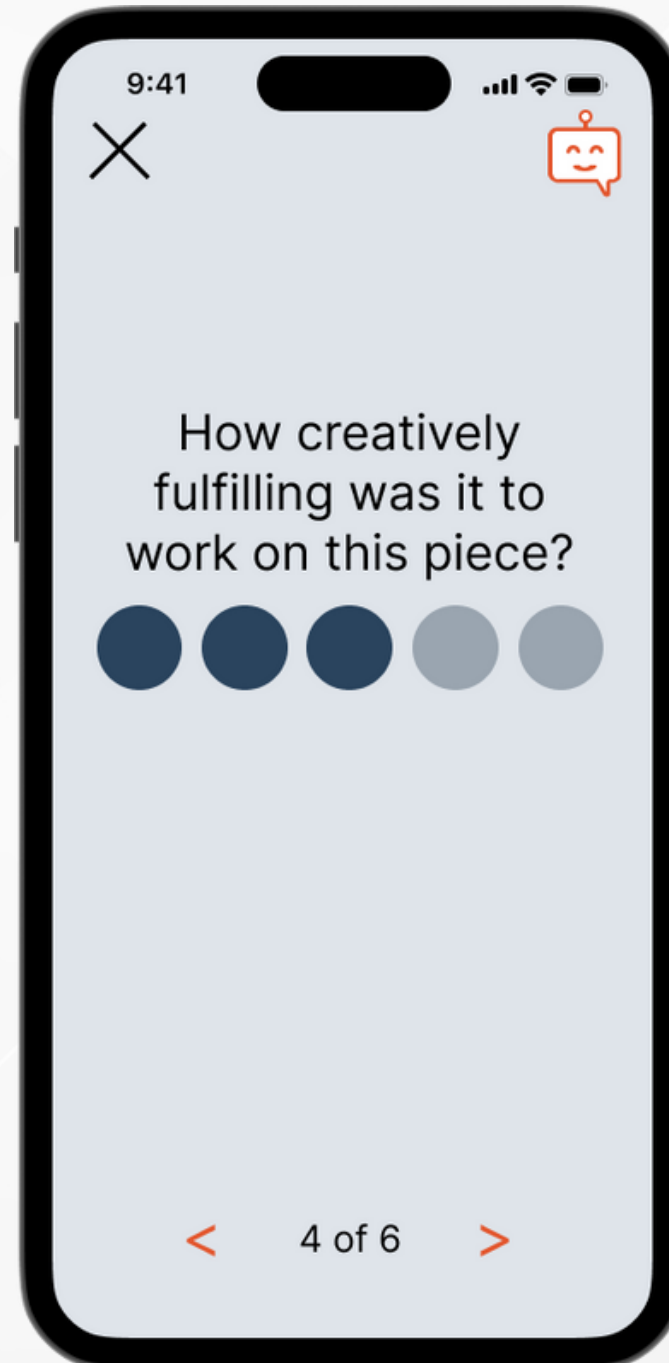 9:41
How creatively
fulfilling was it to
work on this piece?
< 4 of 6 >